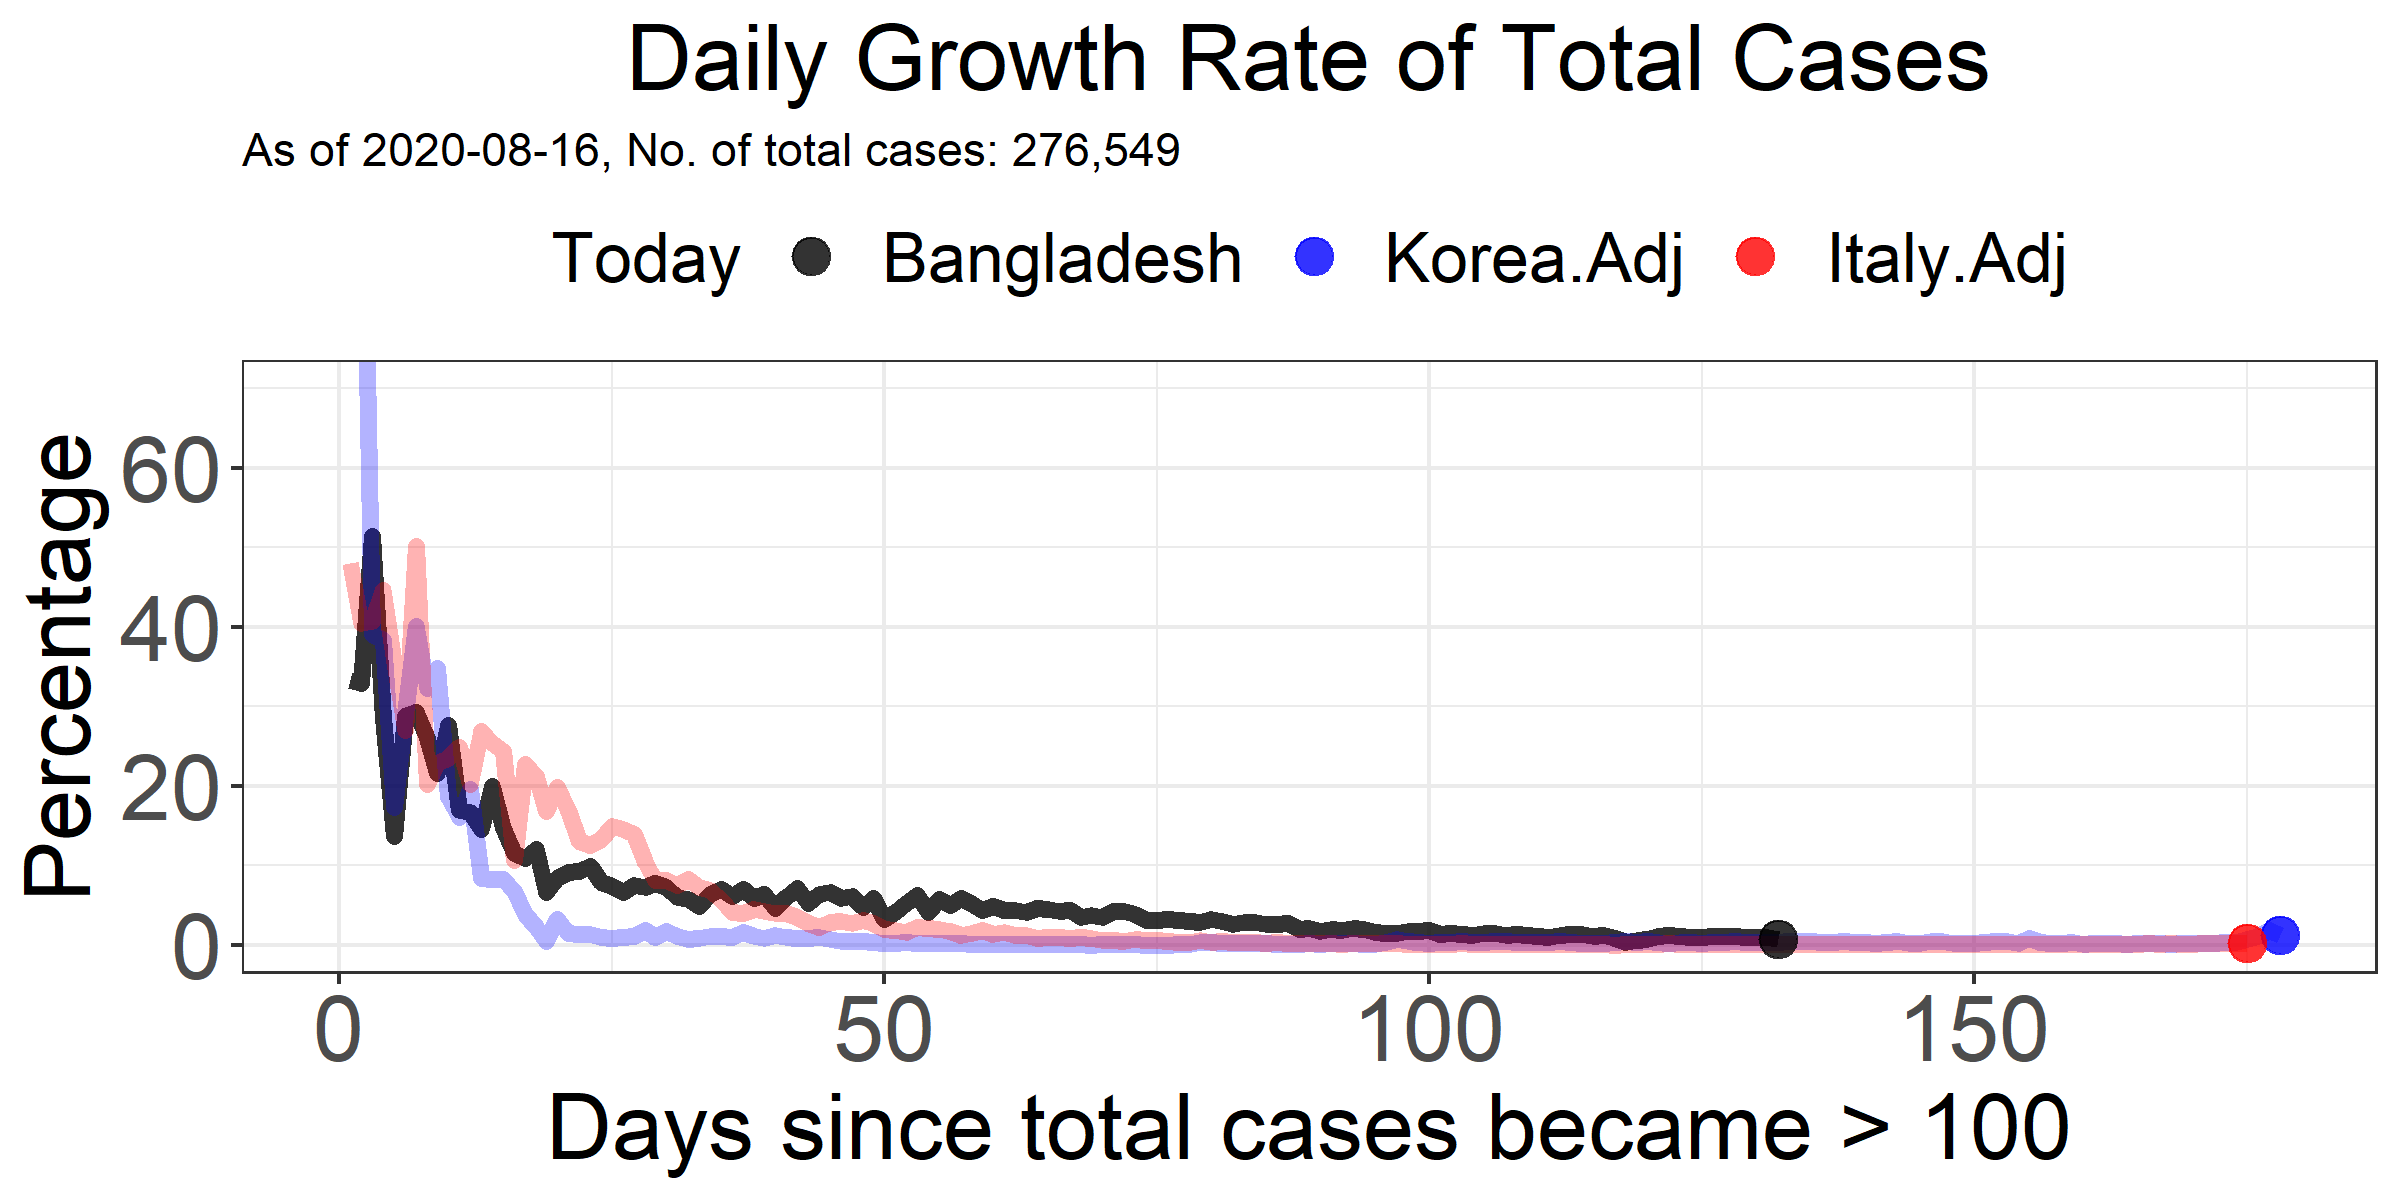 Daily Growth Rate of Total Cases
As of 2020-08-16, No. of total cases: 276,549
Today Bangladesh Korea.Adj Italy.Adj
Percentage
60
40
20
0
0 50 100 150
Days since total cases became > 100